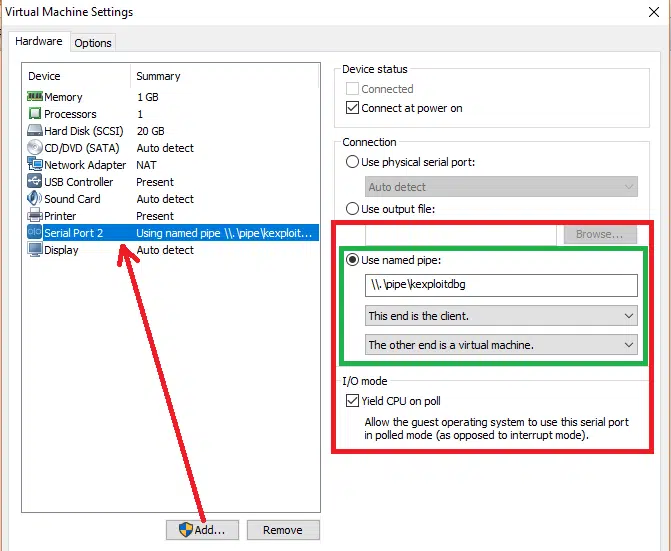 Virtual Machine Settings
Hardware Options
Device Summary
Memory 1 GB
Processors 1
Hard Disk (SCSI) 20 GB
CD/DVD (SATA) Auto detect
Network Adapter NAT
USB Controller Present
Sound Card Auto detect
Printer Present
Serial Port 2 Using named pipe \\.\pipe\kexploit...
Display Auto detect
Add... Remove
Device status
Connected
Connect at power on
Connection
Use physical serial port:
Auto detect
Use output file:
Browse...
Use named pipe:
\\.\pipe\kexploitdbg
This end is the client.
The other end is a virtual machine.
I/O mode
Yield CPU on poll
Allow the guest operating system to use this serial port
in polled mode (as opposed to interrupt mode).